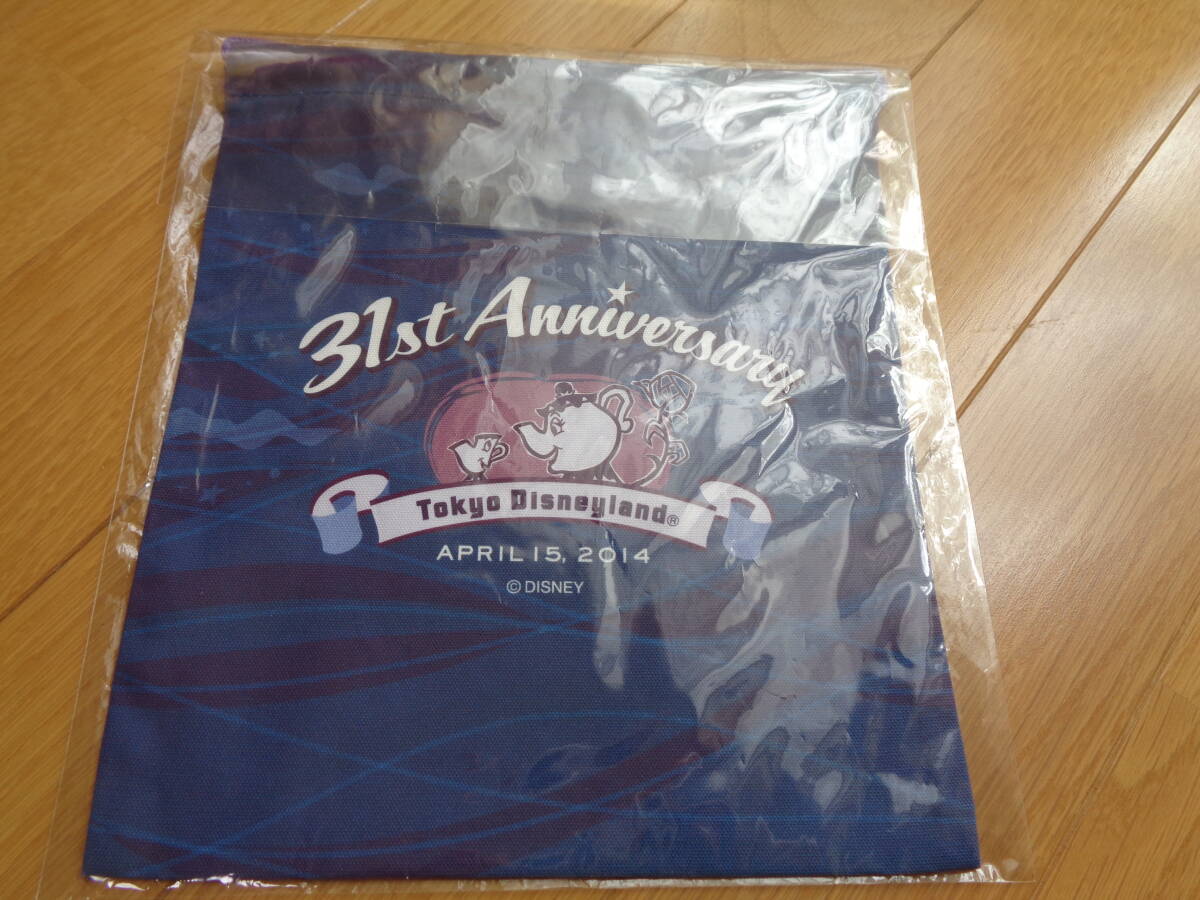 31st Anniversary
Tokyo Disneyland®
APRIL 15, 2014
© DISNEY